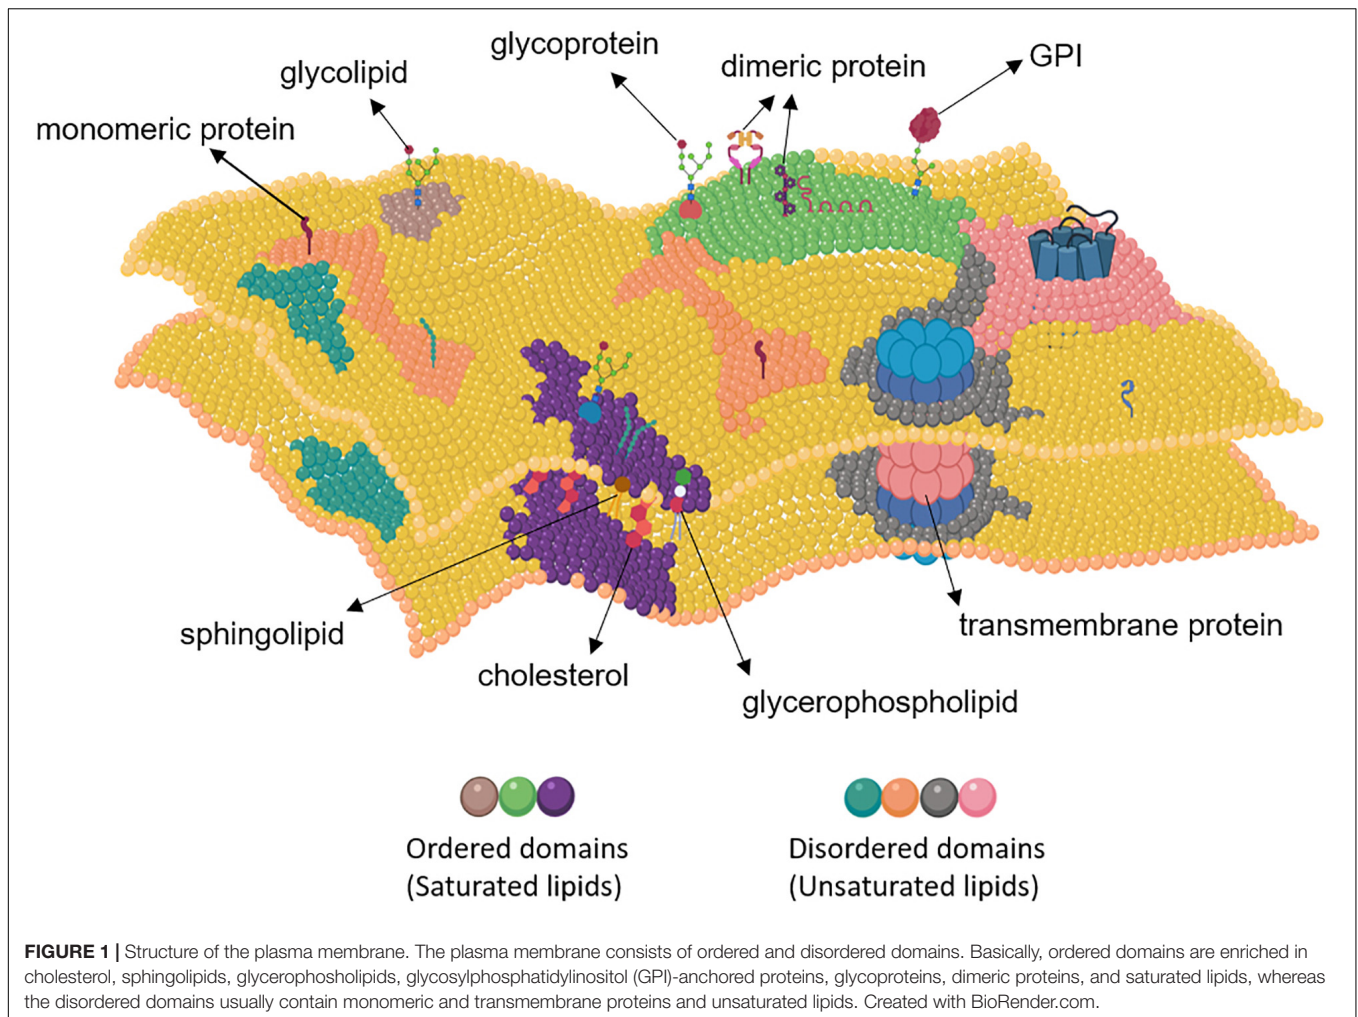 glycoprotein
dimeric protein
GPI
glycolipid
monomeric protein
sphingolipid
cholesterol
glycerophospholipid
transmembrane protein
Ordered domains
(Saturated lipids)
Disordered domains
(Unsaturated lipids)
FIGURE 1 | Structure of the plasma membrane. The plasma membrane consists of ordered and disordered domains. Basically, ordered domains are enriched in
cholesterol, sphingolipids, glycerophosholipids, glycosylphosphatidylinositol (GPI)-anchored proteins, glycoproteins, dimeric proteins, and saturated lipids, whereas
the disordered domains usually contain monomeric and transmembrane proteins and unsaturated lipids. Created with BioRender.com.